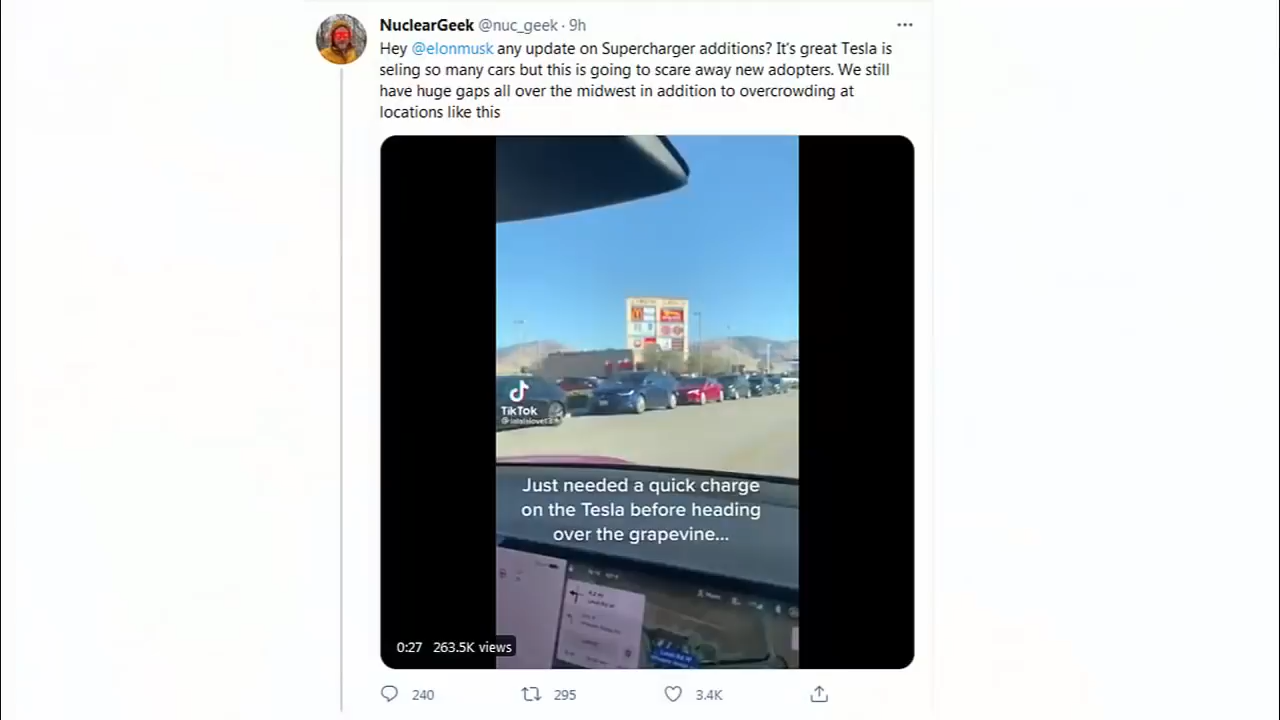 NuclearGeek @nuc_geek · 9h
Hey @elonmusk any update on Supercharger additions? It's great Tesla is
seling so many cars but this is going to scare away new adopters. We still
have huge gaps all over the midwest in addition to overcrowding at
locations like this
TikTok
Just needed a quick charge
on the Tesla before heading
over the grapevine...
0:27 263.5K views
240 295 3.4K